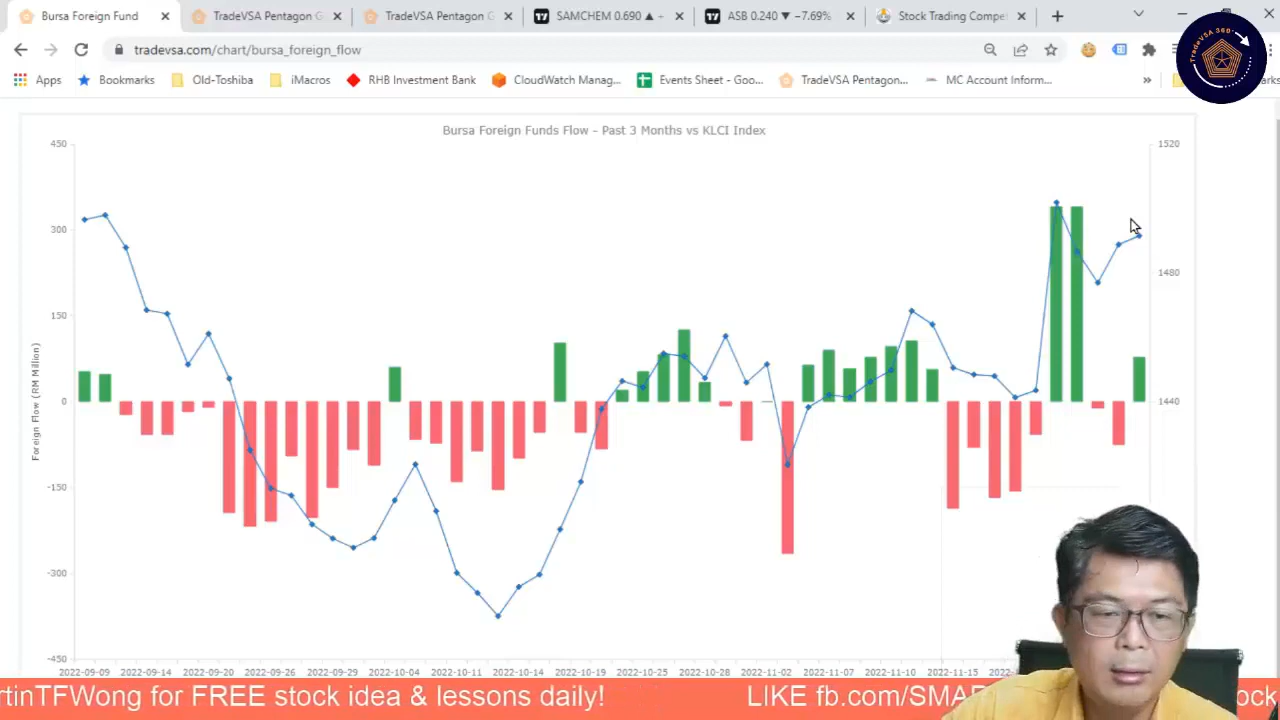 Bursa Foreign Fund
TradeVSA Pentagon G
TradeVSA Pentagon G
SAMCHEM 0.690 ▲ +
ASB 0.240 ▼ −7.69%
Stock Trading Compe
tradevsa.com/chart/bursa_foreign_flow
Apps
Bookmarks
Old-Toshiba
iMacros
RHB Investment Bank
CloudWatch Manag...
Events Sheet - Goo...
TradeVSA Pentagon...
MC Account Inform...
»
TradeVSA 360°
Bursa Foreign Funds Flow - Past 3 Months vs KLCI Index
450
300
150
0
-150
-300
-450
Foreign Flow (RM Million)
1520
1480
1440
2022-09-09
2022-09-14
2022-09-20
2022-09-26
2022-09-29
2022-10-04
2022-10-11
2022-10-14
2022-10-19
2022-10-25
2022-10-28
2022-11-02
2022-11-07
2022-11-10
2022-11-15
rtinTFWong for FREE stock idea & lessons daily!
LIKE fb.com/SMA
ock